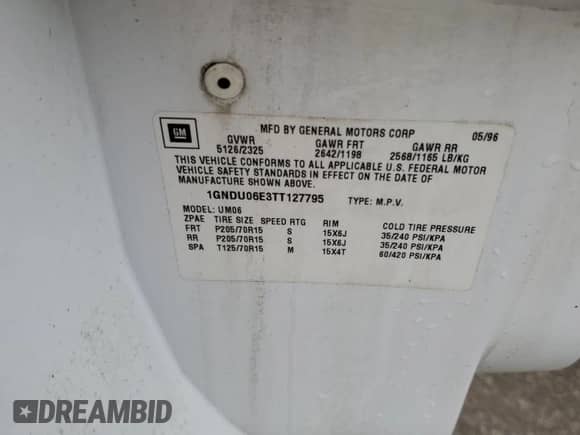 GM
MFD BY GENERAL MOTORS CORP 05/96
GVWR GAWR FRT GAWR RR
5126/2325 2642/1198 2568/1165 LB/KG
THIS VEHICLE CONFORMS TO ALL APPLICABLE U.S. FEDERAL MOTOR
VEHICLE SAFETY STANDARDS IN EFFECT ON THE DATE OF
MANUFACTURE SHOWN ABOVE.
1GNDU06E3TT127795 TYPE: M.P.V.
MODEL: UM06
ZPAE TIRE SIZE SPEED RTG RIM COLD TIRE PRESSURE
FRT P205/70R15 S 15X6J 35/240 PSI/KPA
RR P205/70R15 S 15X6J 35/240 PSI/KPA
SPA T125/70R15 M 15X4T 60/420 PSI/KPA
DREAMBID